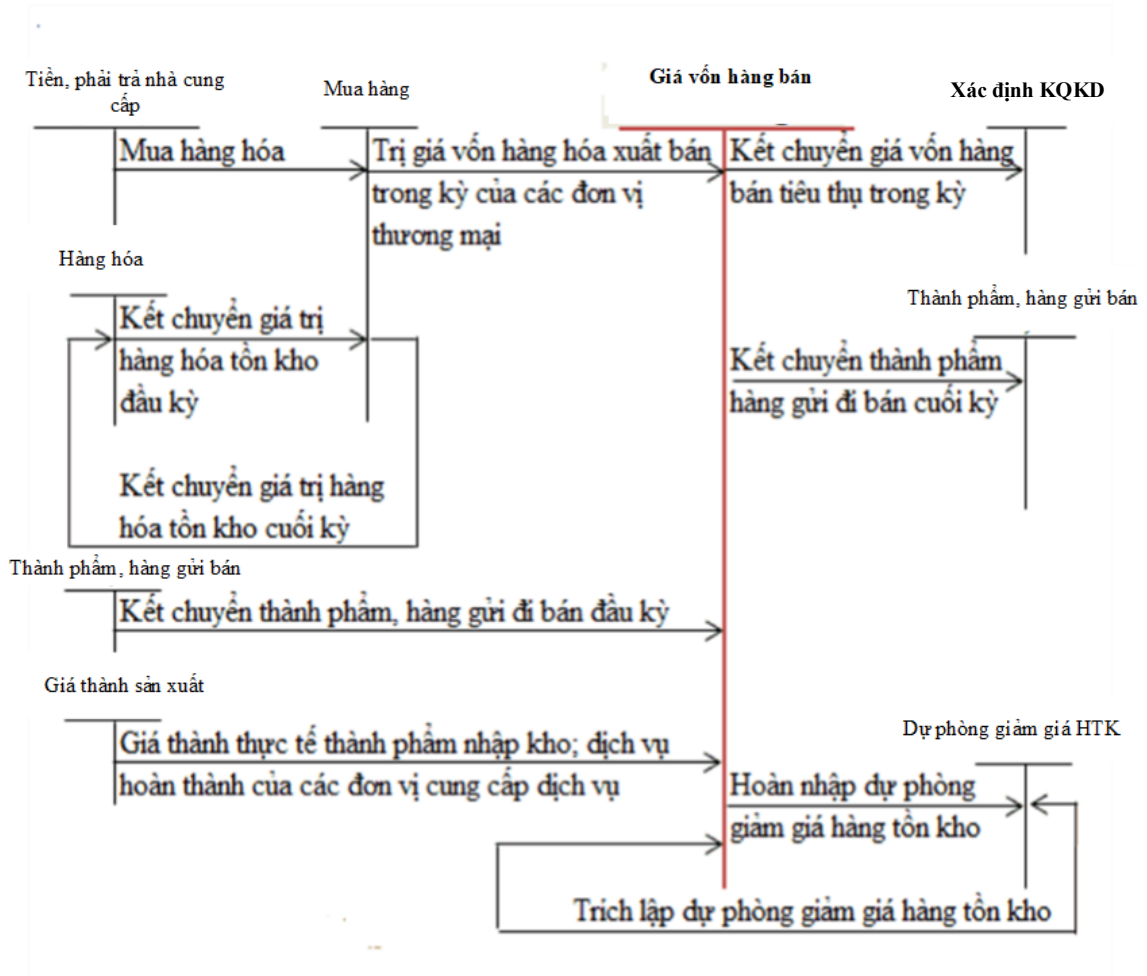 Tiền, phải trả nhà cung
cấp
Mua hàng
Giá vốn hàng bán
Xác định KQKD
Mua hàng hóa
Trị giá vốn hàng hóa xuất bán
trong kỳ của các đơn vị
thương mại
Kết chuyển giá vốn hàng
bán tiêu thụ trong kỳ
Hàng hóa
Thành phẩm, hàng gửi bán
Kết chuyển giá trị
hàng hóa tồn kho
đầu kỳ
Kết chuyển thành phẩm
hàng gửi đi bán cuối kỳ
Kết chuyển giá trị hàng
hóa tồn kho cuối kỳ
Thành phẩm, hàng gửi bán
Kết chuyển thành phẩm, hàng gửi đi bán đầu kỳ
Giá thành sản xuất
Giá thành thực tế thành phẩm nhập kho; dịch vụ
hoàn thành của các đơn vị cung cấp dịch vụ
Dự phòng giảm giá HTK
Hoàn nhập dự phòng
giảm giá hàng tồn kho
Trích lập dự phòng giảm giá hàng tồn kho